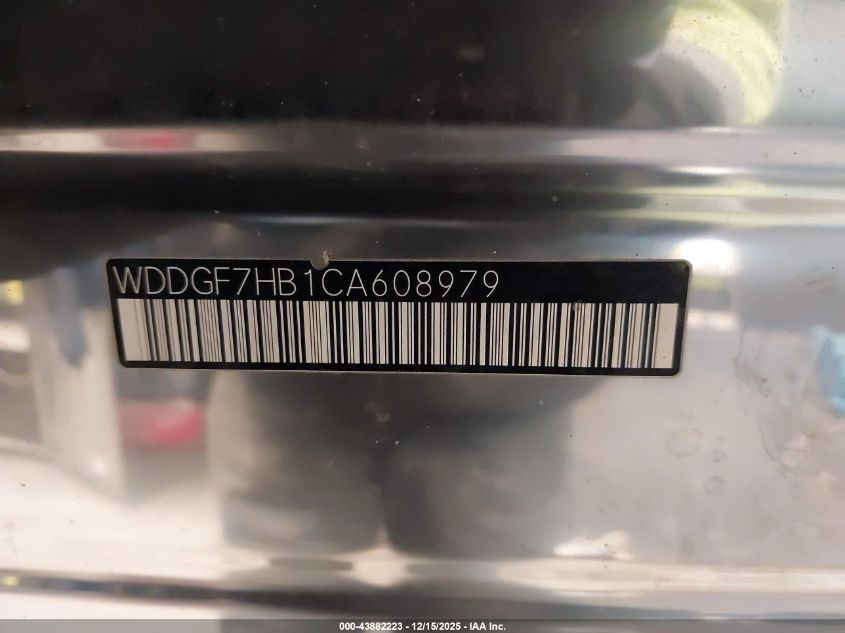 WDDGF7HB1CA608979
000-43882223 - 12/15/2025 - IAA Inc.